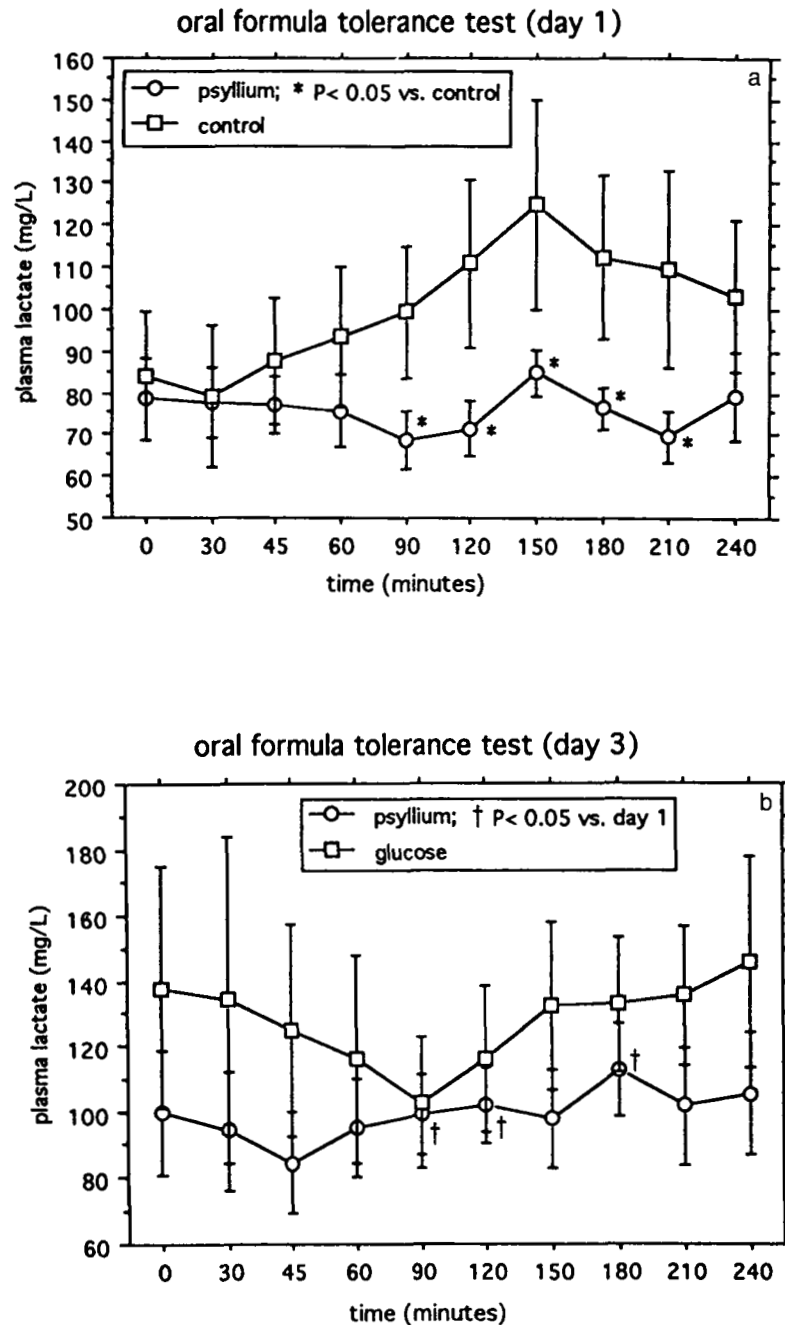 oral formula tolerance test (day 1)
a
psyllium; * P< 0.05 vs. control
control
160
150
140
130
120
110
100
90
80
70
60
50
plasma lactate (mg/L)
* * * * *
0 30 45 60 90 120 150 180 210 240
time (minutes)
oral formula tolerance test (day 3)
b
psyllium; † P< 0.05 vs. day 1
glucose
200
180
160
140
120
100
80
60
plasma lactate (mg/L)
† † †
0 30 45 60 90 120 150 180 210 240
time (minutes)